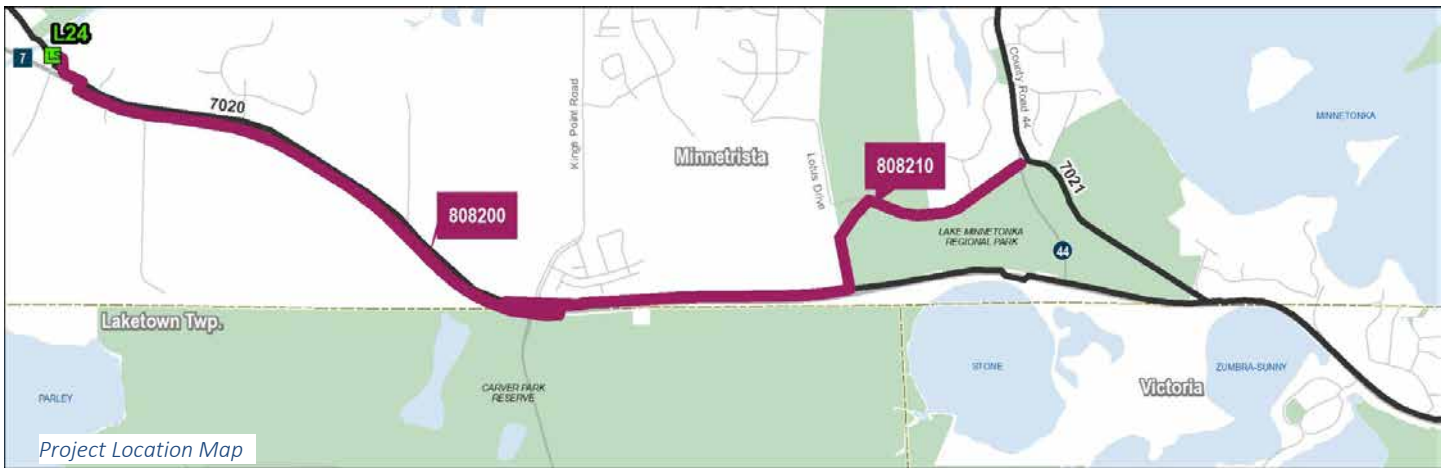 L24
LS
7
7020
Kings Point Road
County Road 44
MINNETONKA
Minnetrista
Lotus Drive
808210
7021
808200
LAKE MINNETONKA
REGIONAL PARK
44
Laketown Twp.
STONE
ZUMBRA-SUNNY
CARVER PARK
RESERVE
Victoria
PARLEY
Project Location Map